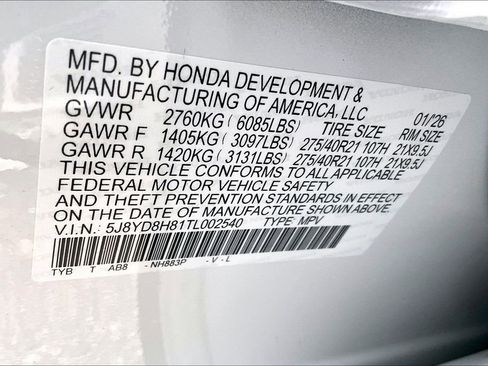 MFD. BY HONDA DEVELOPMENT &
MANUFACTURING OF AMERICA, LLC 01/26
GVWR 2760KG ( 6085LBS) TIRE SIZE RIM SIZE
GAWR F 1405KG ( 3097LBS) 275/40R21 107H 21X9.5J
GAWR R 1420KG ( 3131LBS) 275/40R21 107H 21X9.5J
THIS VEHICLE CONFORMS TO ALL APPLICABLE
FEDERAL MOTOR VEHICLE SAFETY
AND THEFT PREVENTION STANDARDS IN EFFECT
ON THE DATE OF MANUFACTURE SHOWN ABOVE.
V.I.N.: 5J8YD8H81TL002540 TYPE: MPV
TYB T AB8 - NH883P - V - L